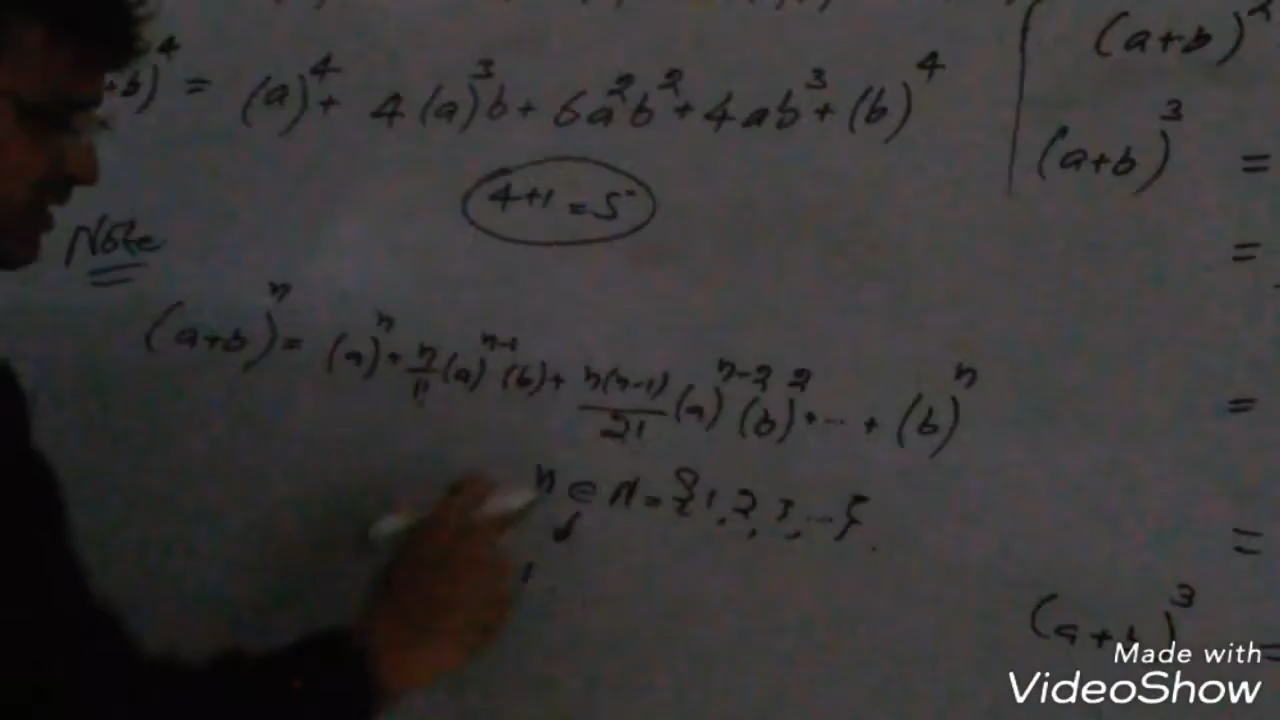 +b)⁴ = (a)⁴ + 4(a)³b + 6a²b² + 4ab³ + (b)⁴
4+1 = 5
Note
(a+b)ⁿ = (a)ⁿ + n/1! (a)ⁿ⁻¹ (b) + n(n-1)/2! (a)ⁿ⁻² (b)² + ... + (b)ⁿ
n ∈ N = {1, 2, 3, ...}.
(a+b)²
(a+b)³ =
=
=
=
(a+b)³ =
Made with
VideoShow